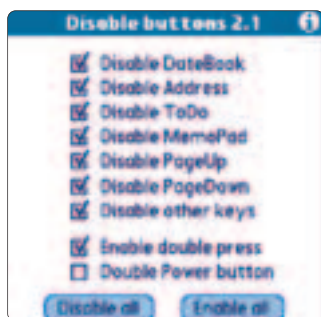 Disable buttons 2.1
Disable DateBook
Disable Address
Disable ToDo
Disable MemoPad
Disable PageUp
Disable PageDown
Disable other keys
Enable double press
Double Power button
Disable all Enable all